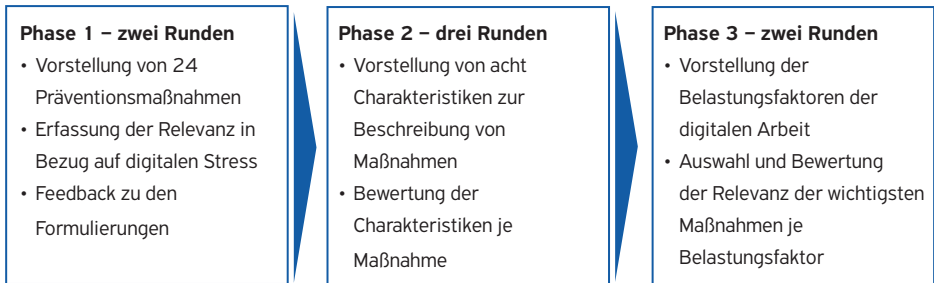 Phase 1 – zwei Runden
• Vorstellung von 24
Präventionsmaßnahmen
• Erfassung der Relevanz in
Bezug auf digitalen Stress
• Feedback zu den
Formulierungen
Phase 2 – drei Runden
• Vorstellung von acht
Charakteristiken zur
Beschreibung von
Maßnahmen
• Bewertung der
Charakteristiken je
Maßnahme
Phase 3 – zwei Runden
• Vorstellung der
Belastungsfaktoren der
digitalen Arbeit
• Auswahl und Bewertung
der Relevanz der wichtigsten
Maßnahmen je
Belastungsfaktor